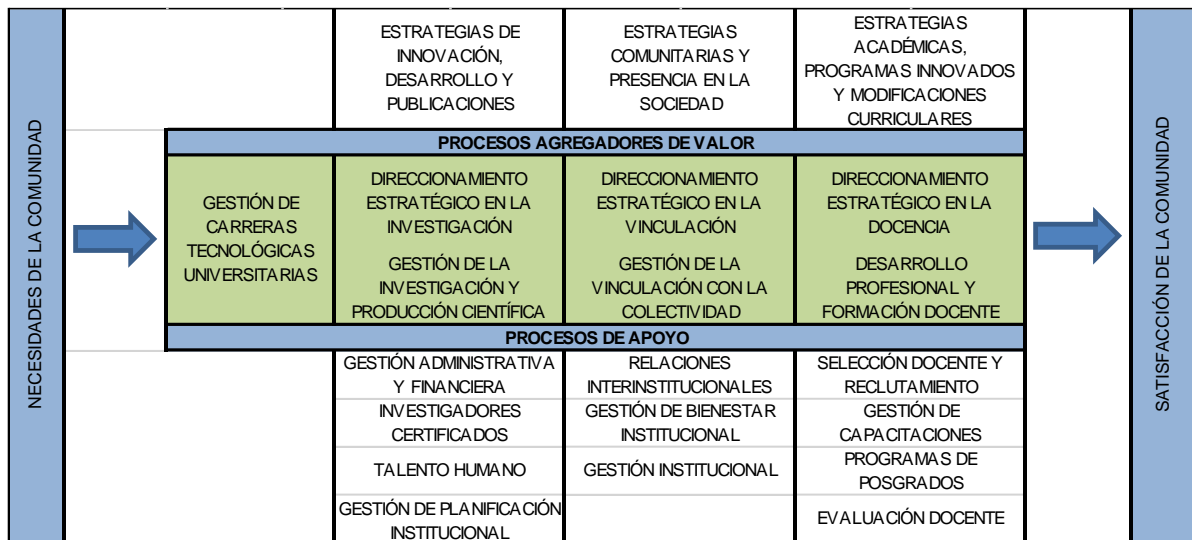 NECESIDADES DE LA COMUNIDAD
ESTRATEGIAS DE
INNOVACIÓN,
DESARROLLO Y
PUBLICACIONES
ESTRATEGIAS
COMUNITARIAS Y
PRESENCIA EN LA
SOCIEDAD
ESTRATEGIAS
ACADÉMICAS,
PROGRAMAS INNOVADOS
Y MODIFICACIONES
CURRICULARES
PROCESOS AGREGADORES DE VALOR
GESTIÓN DE
CARRERAS
TECNOLÓGICAS
UNIVERSITARIAS
DIRECCIONAMIENTO
ESTRATÉGICO EN LA
INVESTIGACIÓN
GESTIÓN DE LA
INVESTIGACIÓN Y
PRODUCCIÓN CIENTÍFICA
DIRECCIONAMIENTO
ESTRATÉGICO EN LA
VINCULACIÓN
GESTIÓN DE LA
VINCULACIÓN CON LA
COLECTIVIDAD
DIRECCIONAMIENTO
ESTRATÉGICO EN LA
DOCENCIA
DESARROLLO
PROFESIONAL Y
FORMACIÓN DOCENTE
PROCESOS DE APOYO
GESTIÓN ADMINISTRATIVA
Y FINANCIERA
RELACIONES
INTERINSTITUCIONALES
SELECCIÓN DOCENTE Y
RECLUTAMIENTO
INVESTIGADORES
CERTIFICADOS
GESTIÓN DE BIENESTAR
INSTITUCIONAL
GESTIÓN DE
CAPACITACIONES
TALENTO HUMANO
GESTIÓN INSTITUCIONAL
PROGRAMAS DE
POSGRADOS
GESTIÓN DE PLANIFICACIÓN
INSTITUCIONAL
EVALUACIÓN DOCENTE
SATISFACCIÓN DE LA COMUNIDAD